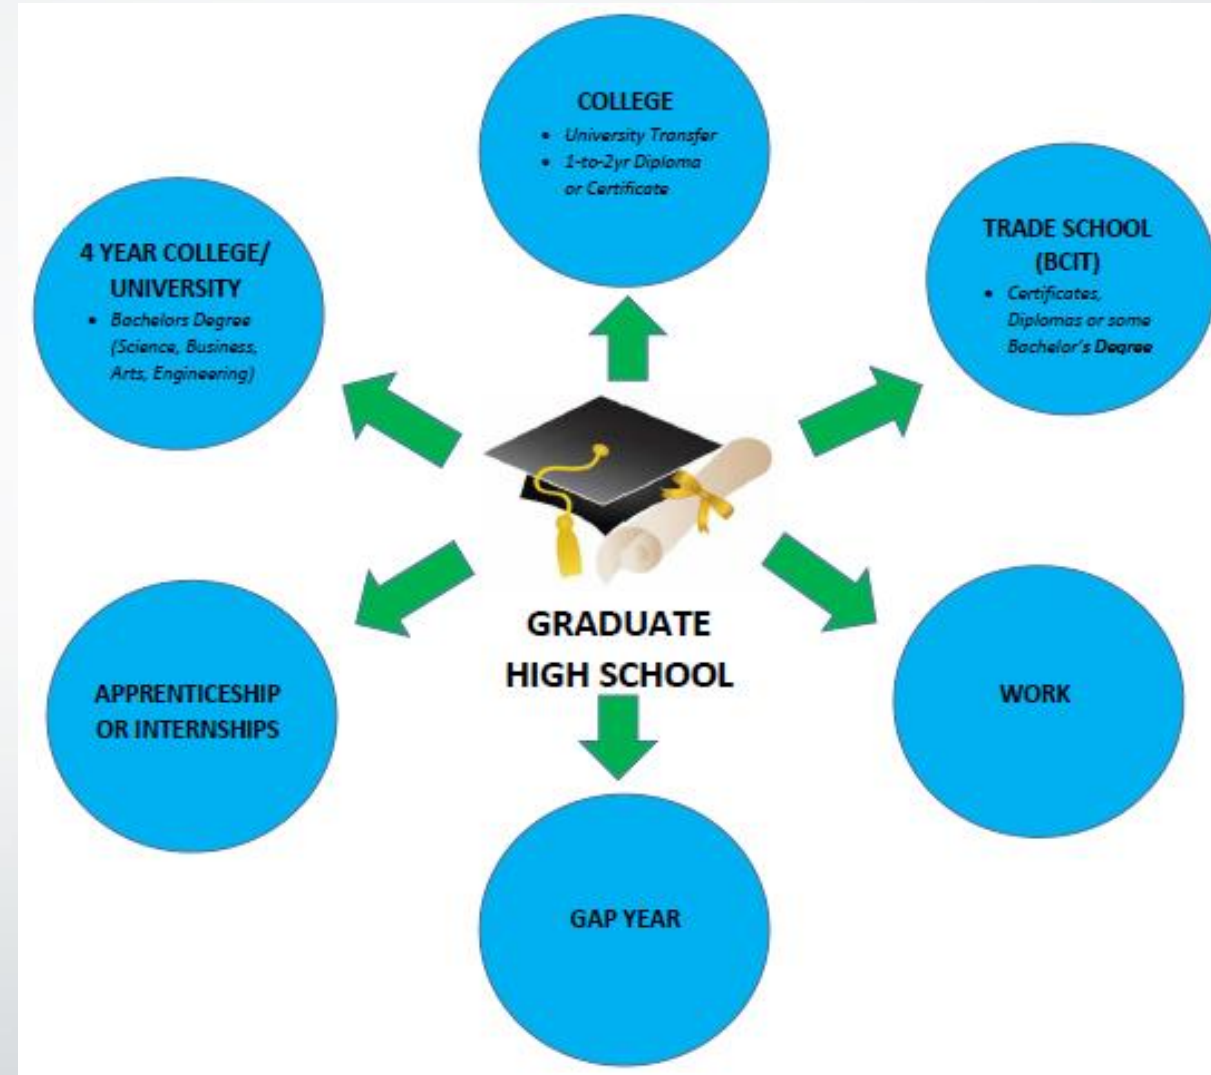 COLLEGE
• University Transfer
• 1-to-2yr Diploma
or Certificate
TRADE SCHOOL
(BCIT)
• Certificates,
Diplomas or some
Bachelor's Degree
4 YEAR COLLEGE/
UNIVERSITY
• Bachelors Degree
(Science, Business,
Arts, Engineering)
GRADUATE
HIGH SCHOOL
APPRENTICESHIP
OR INTERNSHIPS
WORK
GAP YEAR